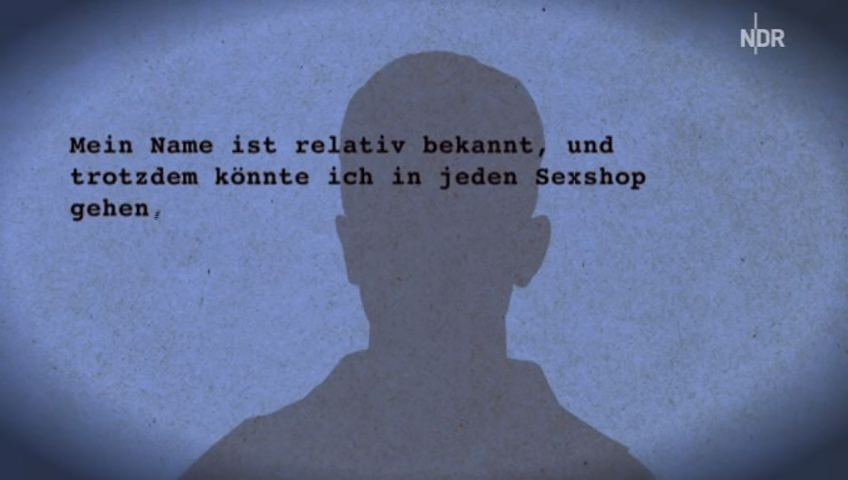 NDR
Mein Name ist relativ bekannt, und
trotzdem könnte ich in jeden Sexshop
gehen,